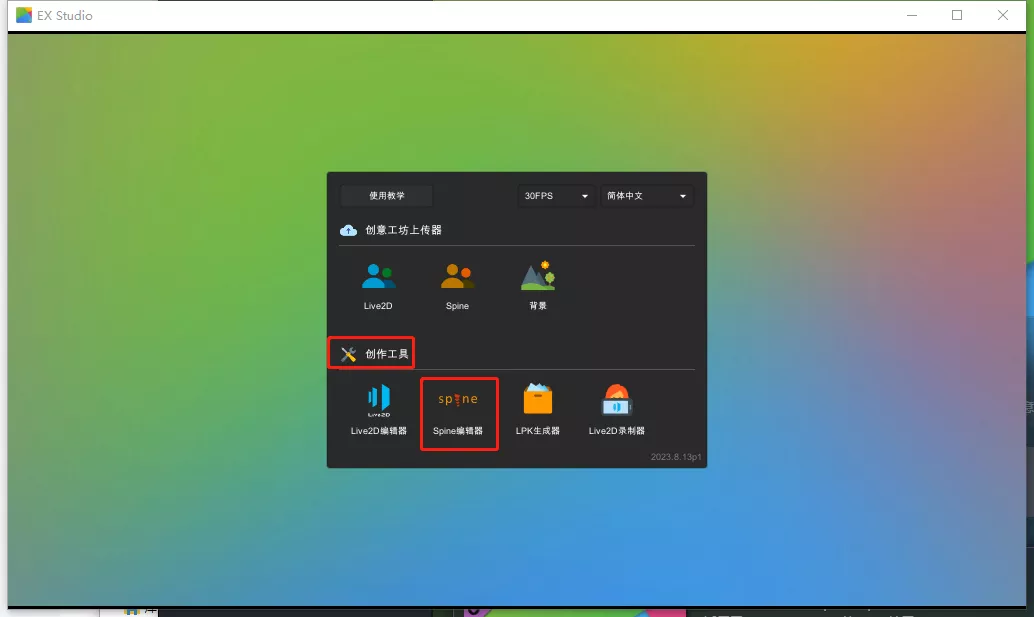 EX Studio
使用教学
30FPS
简体中文
创意工坊上传器
Live2D
Spine
背景
创作工具
Live2D
spine
Live2D编辑器
Spine编辑器
LPK生成器
Live2D录制器
2023.8.13p1